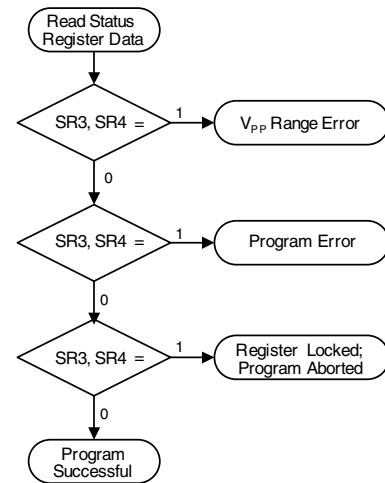 Read Status
Register Data
SR3, SR4 =
1
V_PP Range Error
0
SR3, SR4 =
1
Program Error
0
SR3, SR4 =
1
Register Locked;
Program Aborted
0
Program
Successful